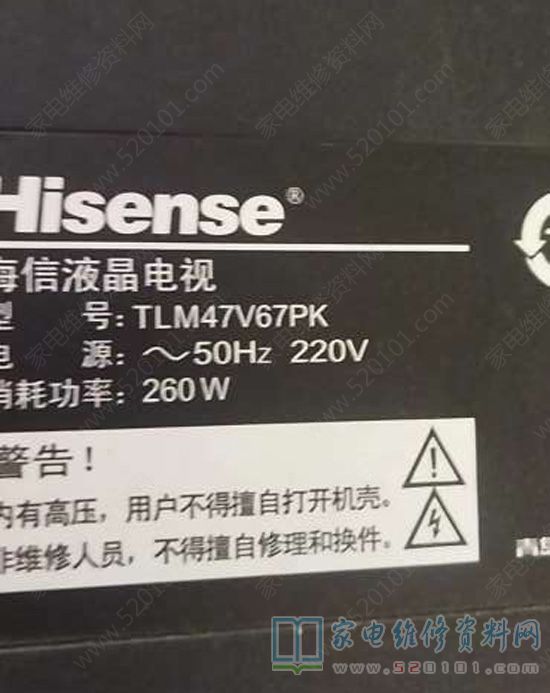 Hisense®
海信液晶电视
型 号: TLM47V67PK
电 源: ～50Hz 220V
消耗功率: 260W
警告！
内有高压，用户不得擅自打开机壳。
非维修人员，不得擅自修理和换件。
家电维修资料网
www.520101.com